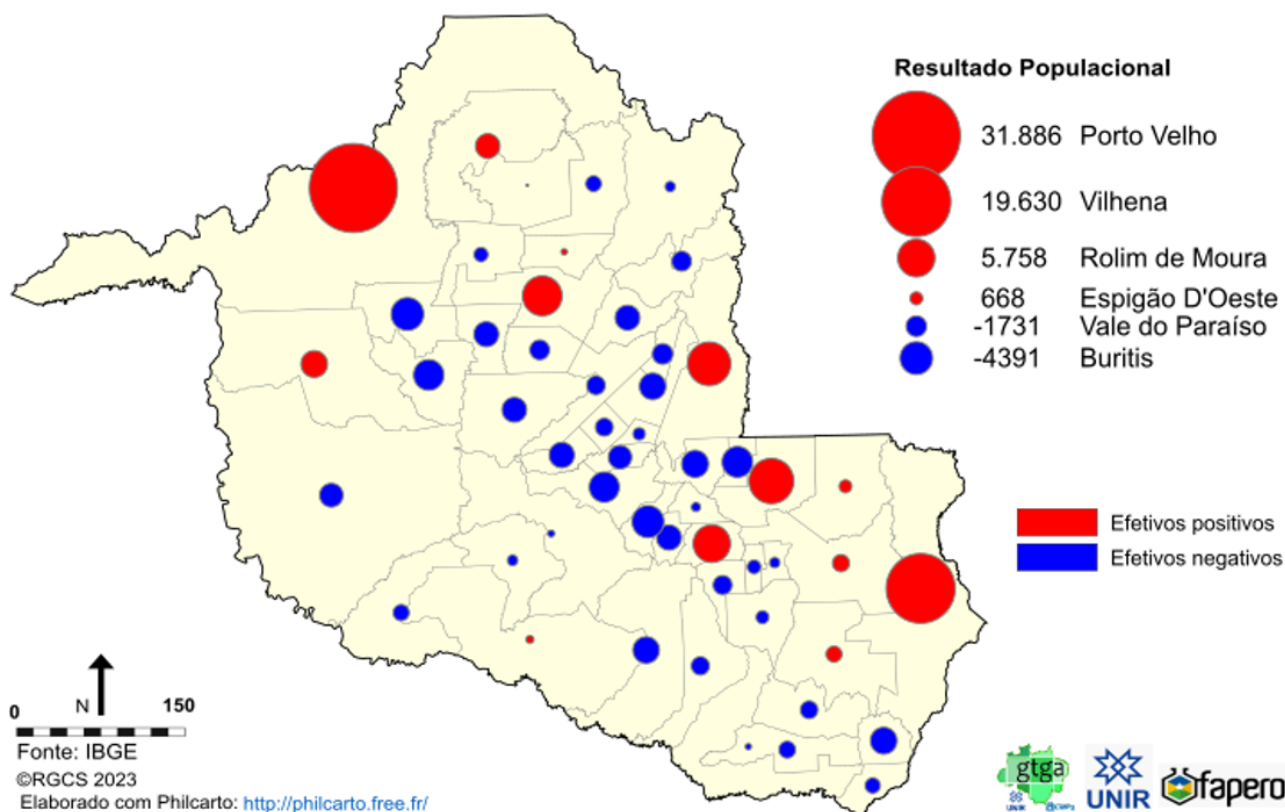 Resultado Populacional
31.886 Porto Velho
19.630 Vilhena
5.758 Rolim de Moura
668 Espigão D'Oeste
-1731 Vale do Paraíso
-4391 Buritis
Efetivos positivos
Efetivos negativos
0 N 150
Fonte: IBGE
©RGCS 2023
Elaborado com Philcarto: http://philcarto.free.fr/
gtga
UNIR
fapero